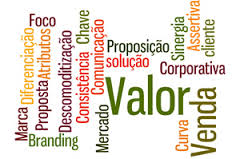 Foco
Chave
Marca
Diferenciação
Proposta
Atributos
Descomoditização
Consistência
Comunicação
Mercado
Branding
Proposição
solução
Valor
Sinergia
Assertiva
cliente
Corporativa
Curva
Venda